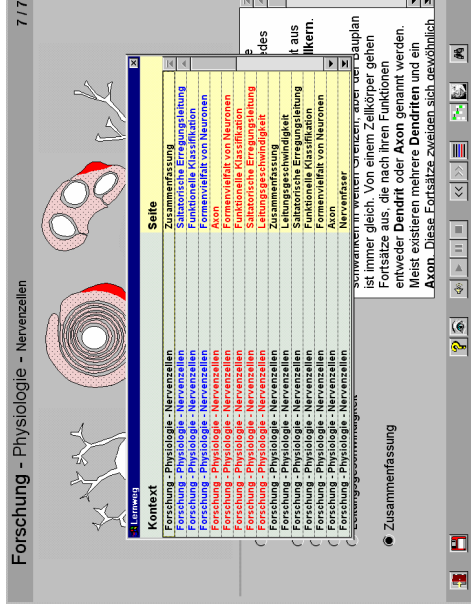 Forschung - Physiologie - Nervenzellen
7 / 7
Lernweg
Kontext Seite
Forschung - Physiologie - Nervenzellen Zusammenfassung
Forschung - Physiologie - Nervenzellen Saltatorische Erregungsleitung
Forschung - Physiologie - Nervenzellen Funktionelle Klassifikation
Forschung - Physiologie - Nervenzellen Formenvielfalt von Neuronen
Forschung - Physiologie - Nervenzellen Axon
Forschung - Physiologie - Nervenzellen Formenvielfalt von Neuronen
Forschung - Physiologie - Nervenzellen Funktionelle Klassifikation
Forschung - Physiologie - Nervenzellen Saltatorische Erregungsleitung
Forschung - Physiologie - Nervenzellen Leitungsgeschwindigkeit
Forschung - Physiologie - Nervenzellen Zusammenfassung
Forschung - Physiologie - Nervenzellen Leitungsgeschwindigkeit
Forschung - Physiologie - Nervenzellen Saltatorische Erregungsleitung
Forschung - Physiologie - Nervenzellen Funktionelle Klassifikation
Forschung - Physiologie - Nervenzellen Formenvielfalt von Neuronen
Forschung - Physiologie - Nervenzellen Axon
Forschung - Physiologie - Nervenzellen Nervenfaser
Leitungsgeschwindigkeit
Zusammenfassung
aus
schwanken in weiten Grenzen, aber der Bauplan
ist immer gleich. Von einem Zellkörper gehen
Fortsätze aus, die nach ihren Funktionen
entweder Dendrit oder Axon genannt werden.
Meist existieren mehrere Dendriten und ein
Axon. Diese Fortsätze zweigen sich gewöhnlich